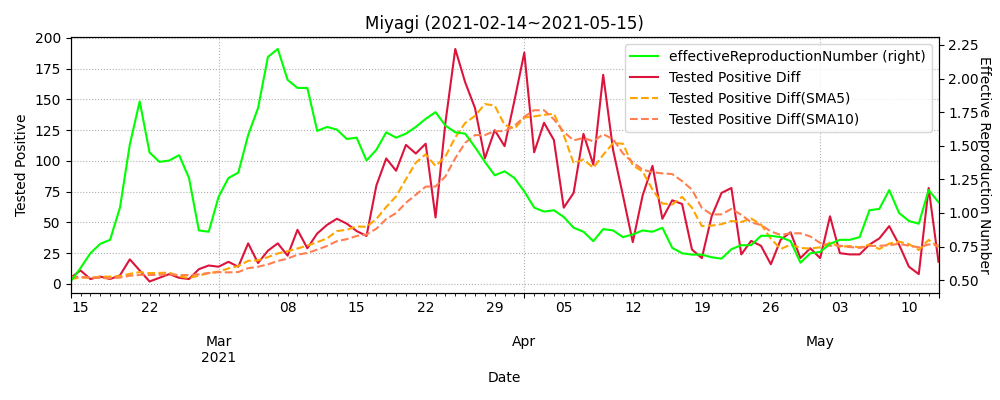 Miyagi (2021-02-14~2021-05-15)
effectiveReproductionNumber (right)
Tested Positive Diff
Tested Positive Diff(SMA5)
Tested Positive Diff(SMA10)
Tested Positive
200
175
150
125
100
75
50
25
0
2.25
2.00
1.75
1.50
1.25
1.00
0.75
0.50
Effective Reproduction Number
15 22 08 15 22 29 05 12 19 26 03 10
Mar Apr May
2021
Date